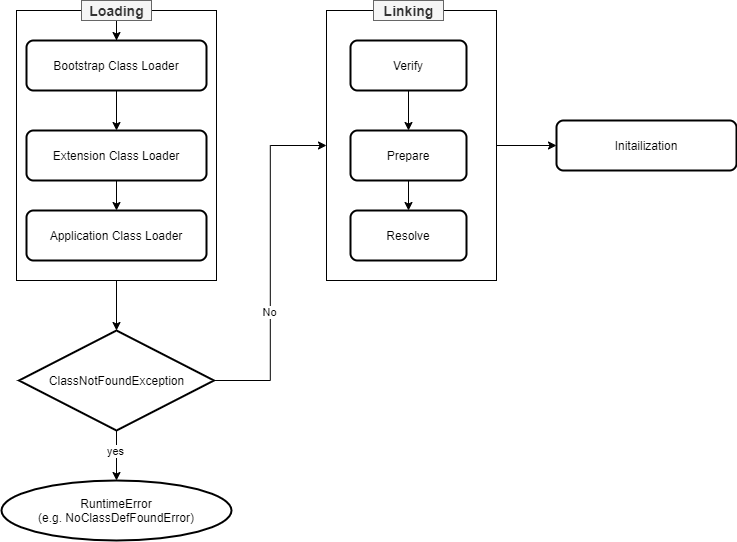 Loading
Bootstrap Class Loader
Extension Class Loader
Application Class Loader
ClassNotFoundException
yes
RuntimeError
(e.g. NoClassDefFoundError)
No
Linking
Verify
Prepare
Resolve
Initailization